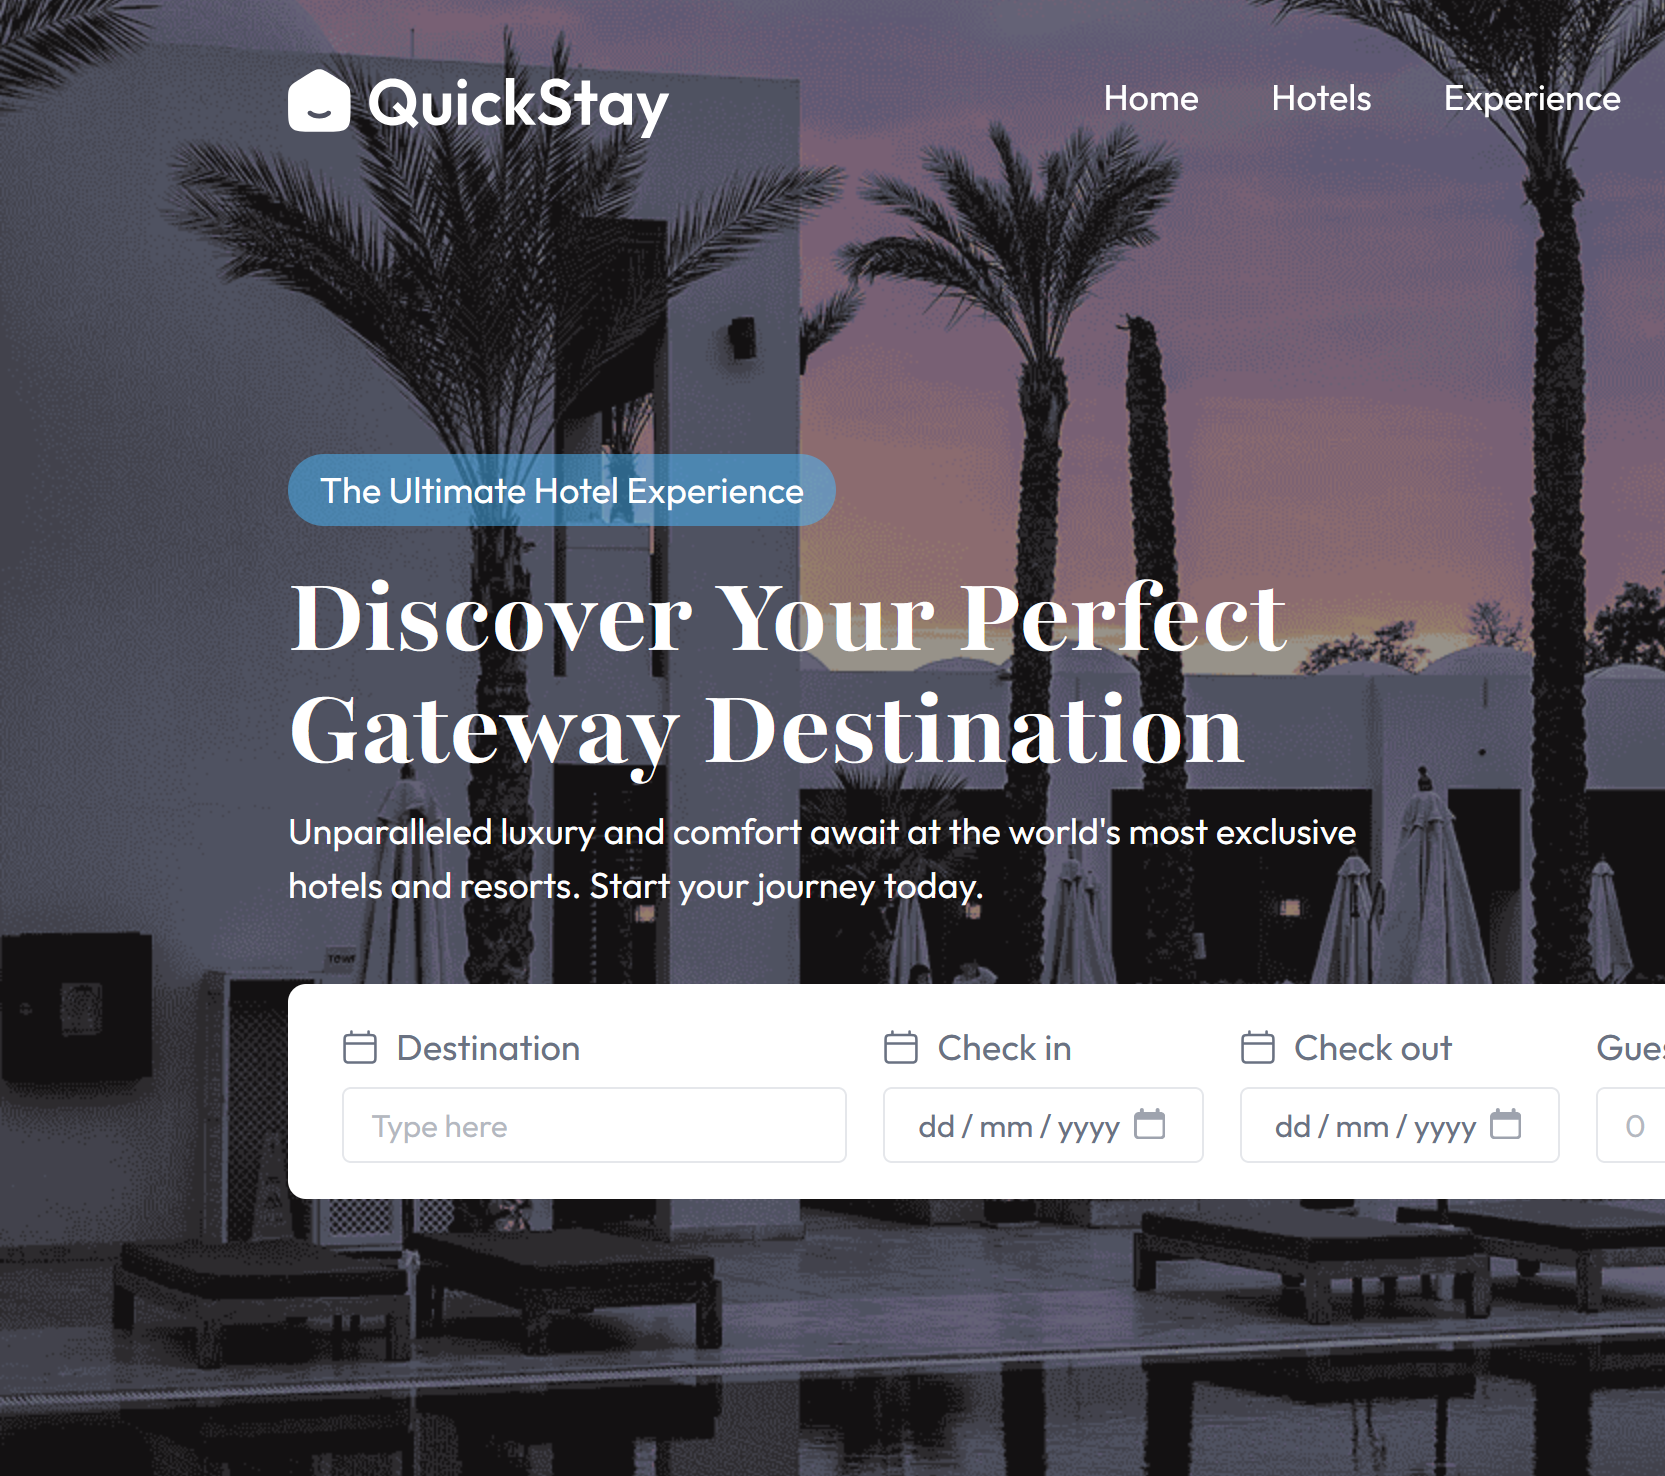 QuickStay
Home Hotels Experience
The Ultimate Hotel Experience
Discover Your Perfect
Gateway Destination
Unparalleled luxury and comfort await at the world's most exclusive
hotels and resorts. Start your journey today.
Destination Check in Check out
Type here dd / mm / yyyy dd / mm / yyyy 0